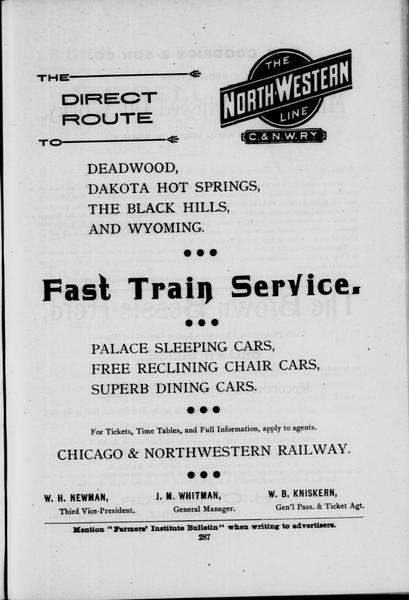 THE
DIRECT
ROUTE
TO
THE
NORTH-WESTERN
LINE
C. & N. W. RY
DEADWOOD,
DAKOTA HOT SPRINGS,
THE BLACK HILLS,
AND WYOMING.
Fast Train Service.
PALACE SLEEPING CARS,
FREE RECLINING CHAIR CARS,
SUPERB DINING CARS.
For Tickets, Time Tables, and Full Information, apply to agents.
CHICAGO & NORTHWESTERN RAILWAY.
W. H. NEWMAN, J. M. WHITMAN, W. B. KNISKERN,
Third Vice-President. General Manager. Gen'l Pass. & Ticket Agt.
Mention "Farmers' Institute Bulletin" when writing to advertisers.
287